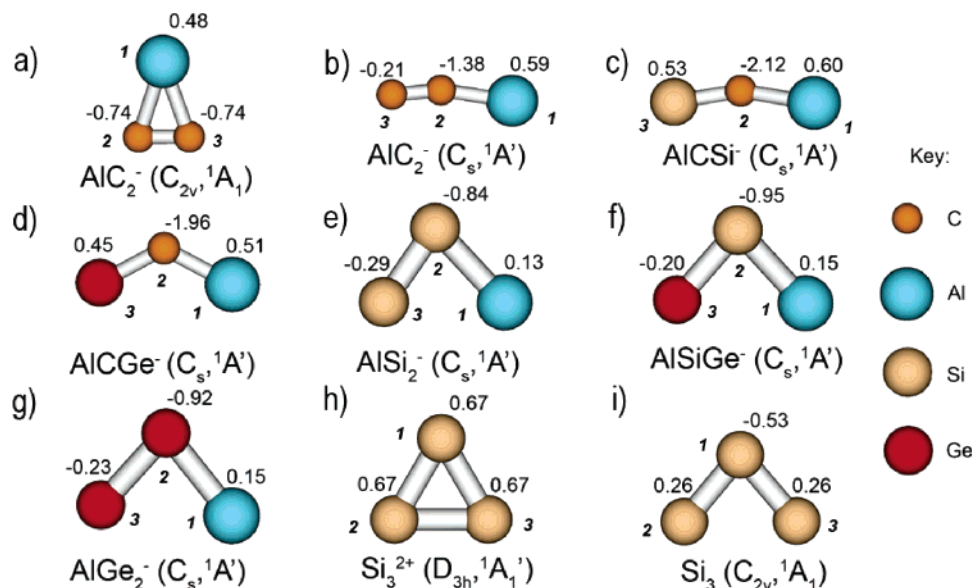 a)
0.48
1
-0.74
-0.74
2
3
AlC₂⁻ (C₂ᵥ,¹A₁)
b)
-0.21
-1.38
0.59
3
2
1
AlC₂⁻ (Cₛ,¹A')
c)
0.53
-2.12
0.60
3
2
1
AlCSi⁻ (Cₛ,¹A')
Key:
C
Al
Si
Ge
d)
-1.96
0.45
0.51
2
3
1
AlCGe⁻ (Cₛ,¹A')
e)
-0.84
-0.29
0.13
2
3
1
AlSi₂⁻ (Cₛ,¹A')
f)
-0.95
-0.20
0.15
2
3
1
AlSiGe⁻ (Cₛ,¹A')
g)
-0.92
-0.23
0.15
2
3
1
AlGe₂⁻ (Cₛ,¹A')
h)
0.67
1
0.67
0.67
2
3
Si₃²⁺ (D₃ₕ,¹A₁')
i)
-0.53
1
0.26
0.26
2
3
Si₃ (C₂ᵥ,¹A₁)